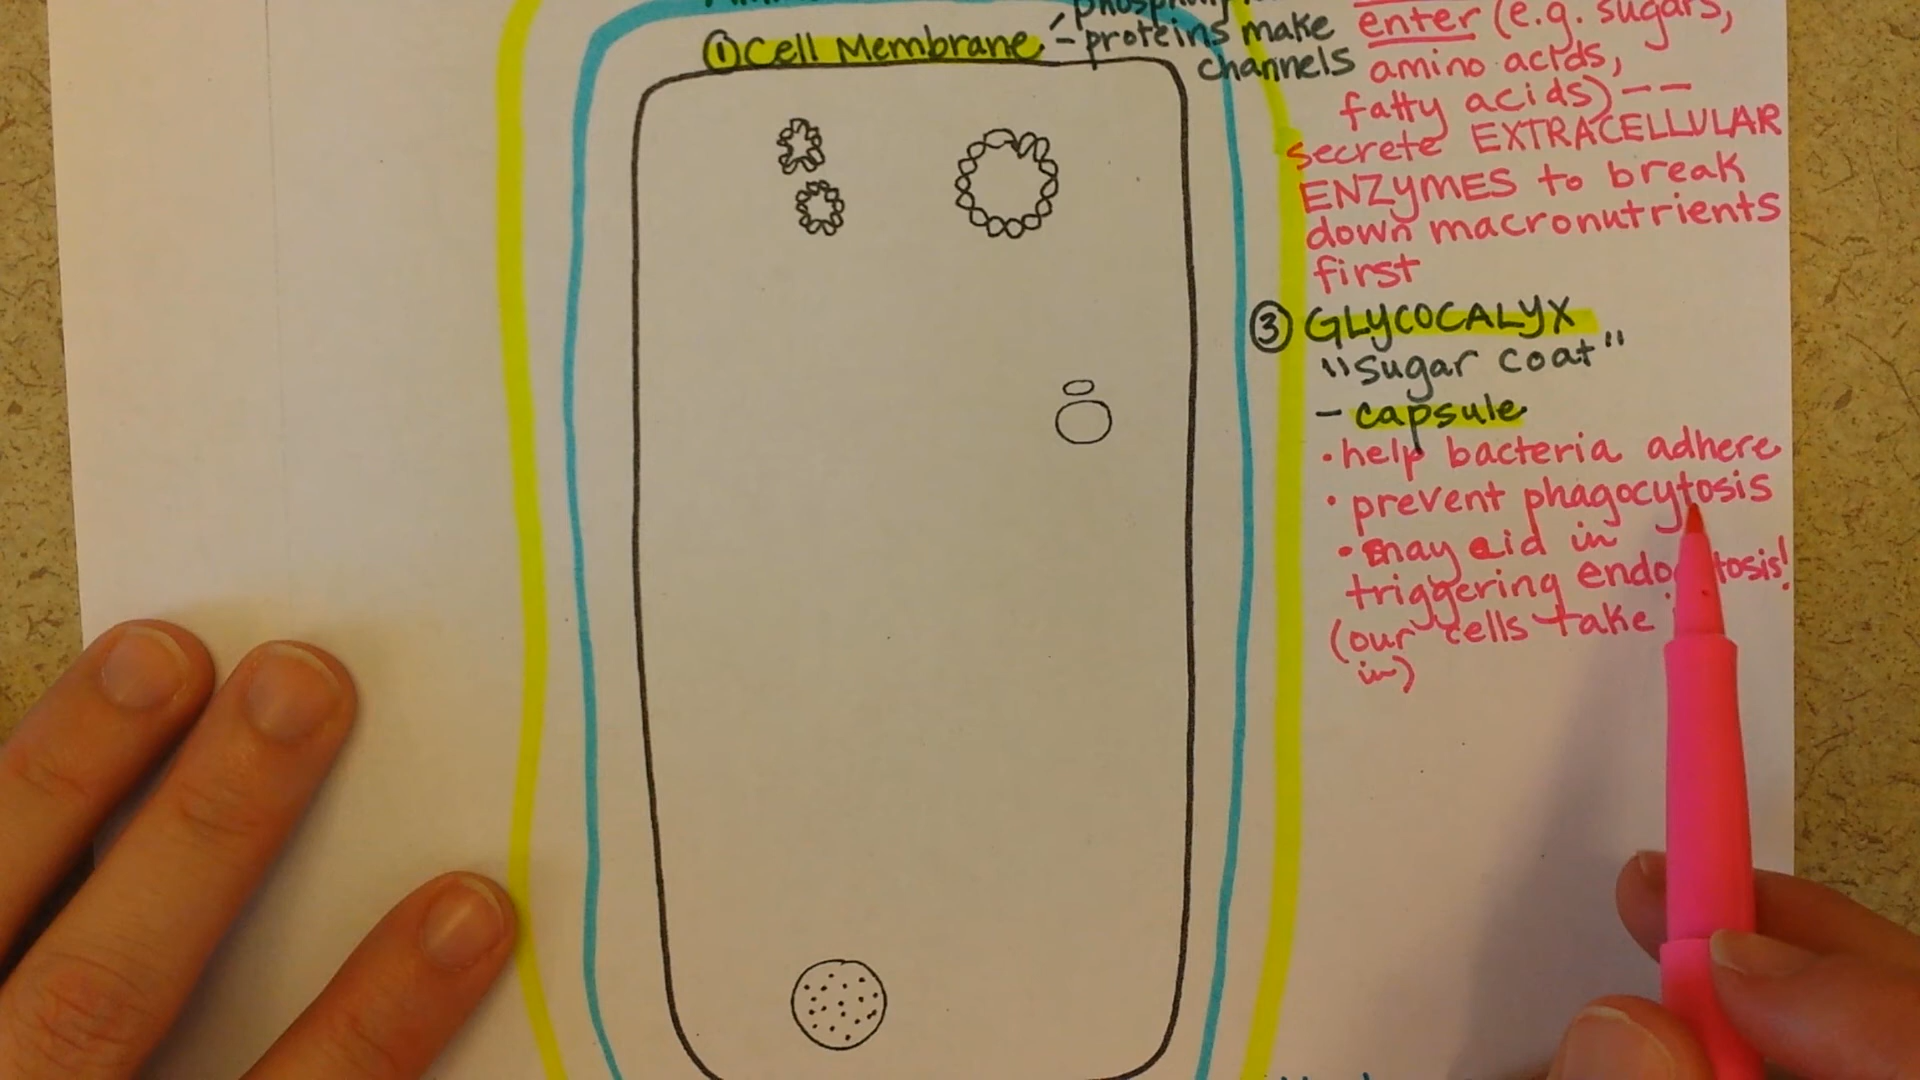 ① Cell Membrane
- proteins make
channels
enter (e.g. sugars,
amino acids,
fatty acids) --
secrete EXTRACELLULAR
ENZYMES to break
down macronutrients
first
③ GLYCOCALYX
"sugar coat"
- capsule
• help bacteria adhere
• prevent phagocytosis
• may aid in
triggering tosis!
(our cells take
in)